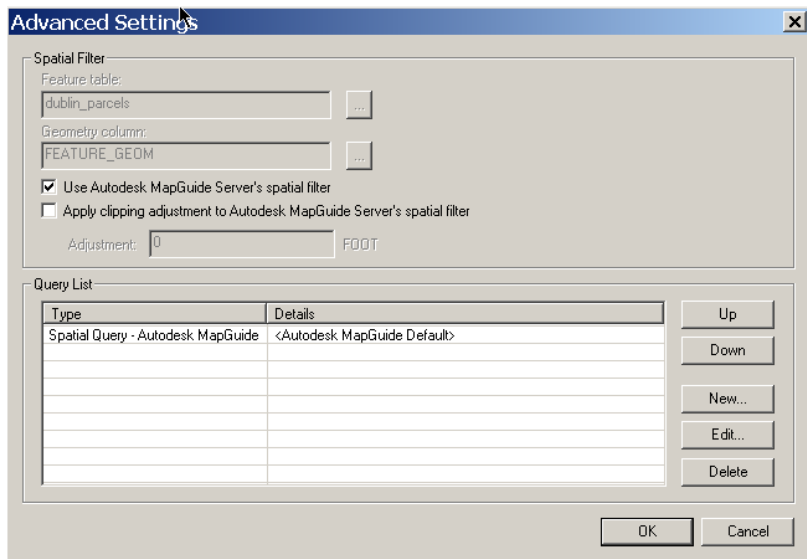 Advanced Settings
Spatial Filter
Feature table:
dublin_parcels
...
Geometry column:
FEATURE_GEOM
...
Use Autodesk MapGuide Server's spatial filter
Apply clipping adjustment to Autodesk MapGuide Server's spatial filter
Adjustment: 0 FOOT
Query List
Type Details Up
Spatial Query - Autodesk MapGuide <Autodesk MapGuide Default>
Down
New...
Edit...
Delete
OK Cancel